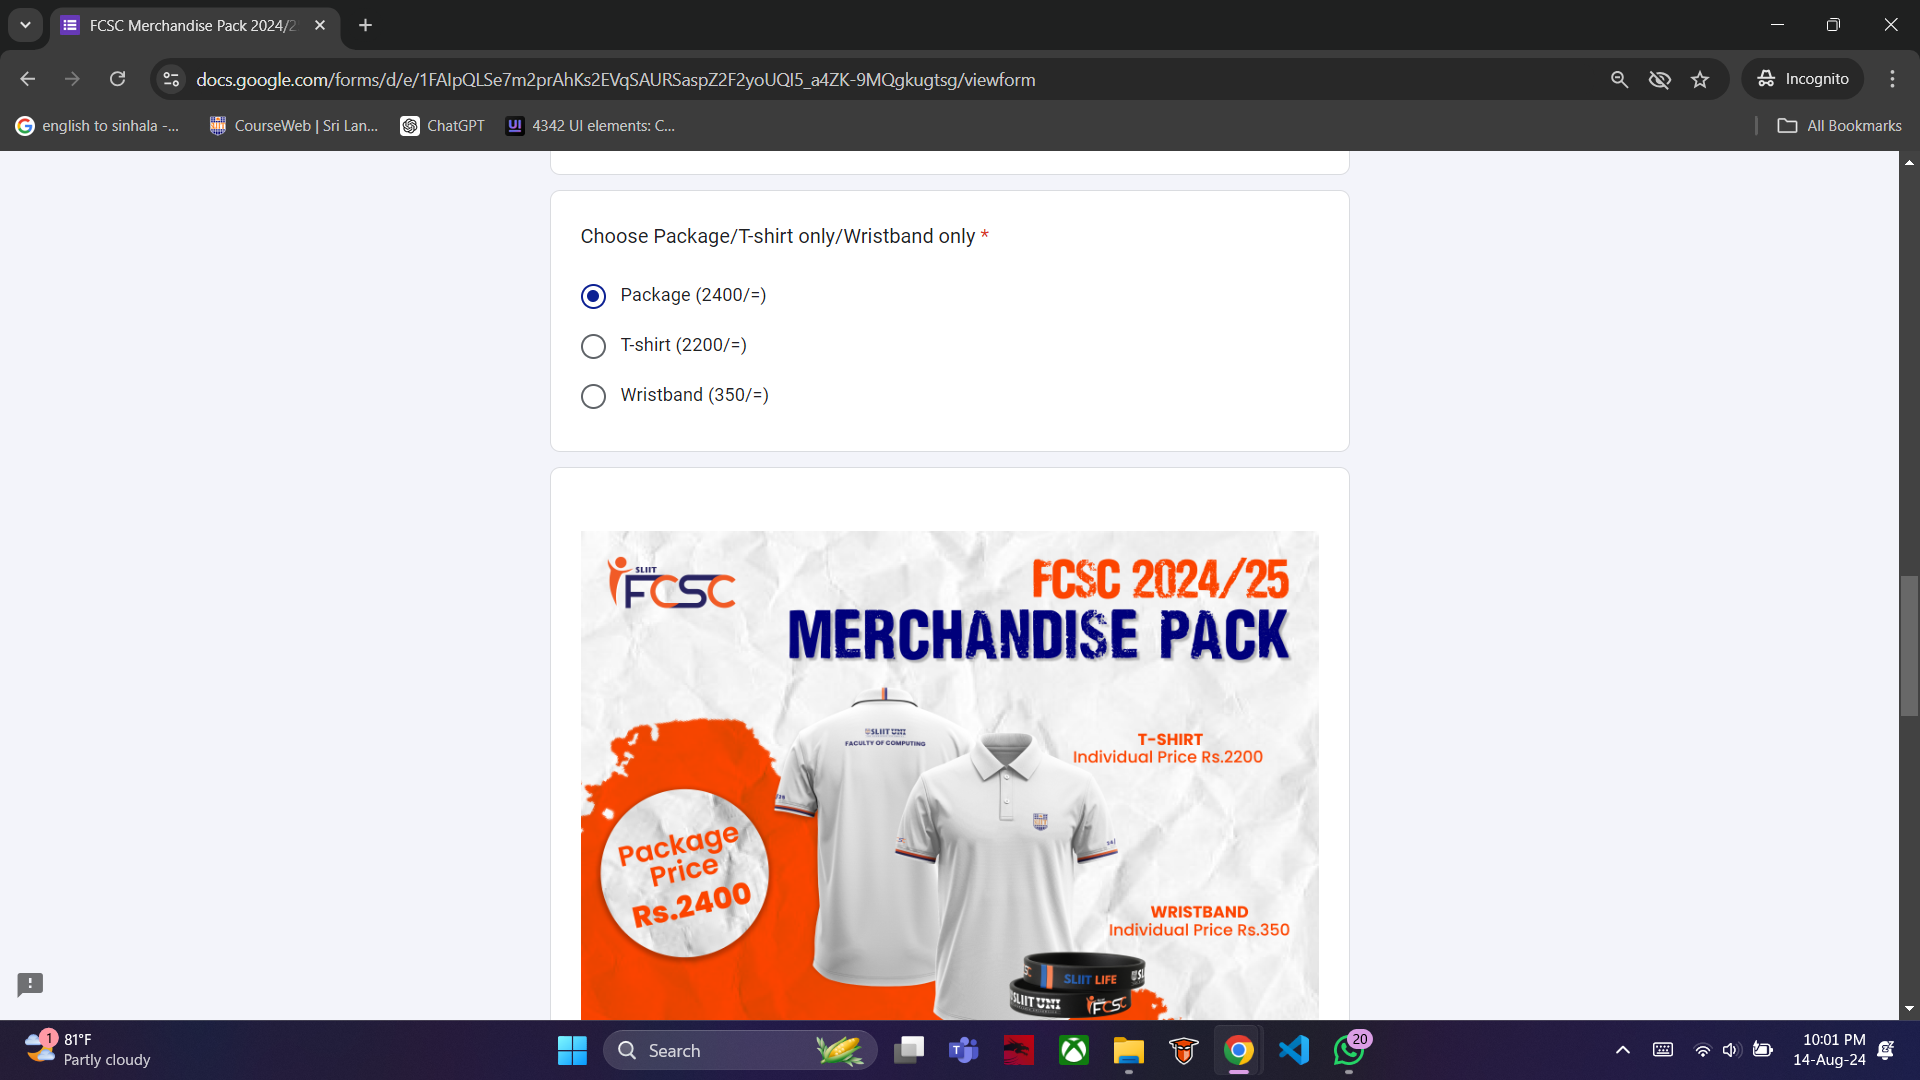 FCSC Merchandise Pack 2024/2
docs.google.com/forms/d/e/1FAIpQLSe7m2prAhKs2EVqSAURSaspZ2F2yoUQI5_a4ZK-9MQgkugtsg/viewform
Incognito
english to sinhala -...
CourseWeb | Sri Lan...
ChatGPT
UI
4342 UI elements: C...
All Bookmarks
Choose Package/T-shirt only/Wristband only *
Package (2400/=)
T-shirt (2200/=)
Wristband (350/=)
SLIIT
FCSC
FCSC 2024/25
MERCHANDISE PACK
SLIIT UNI
FACULTY OF COMPUTING
T-SHIRT
Individual Price Rs.2200
Package
Price
Rs.2400
WRISTBAND
Individual Price Rs.350
SLIIT LIFE
SLIIT UNI
FCSC
1
81°F
Partly cloudy
Search
20
10:01 PM
14-Aug-24